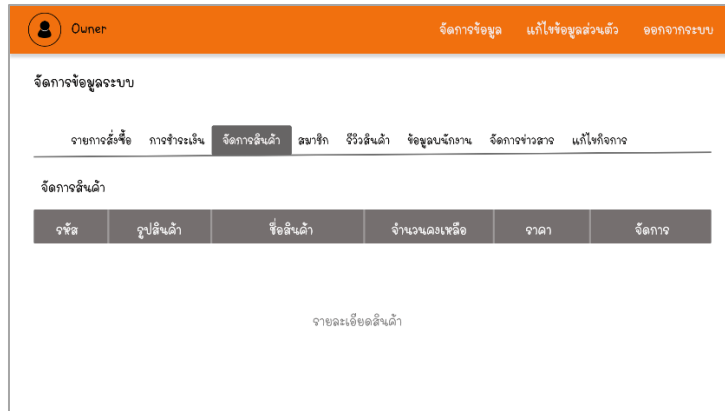 Owner จัดการข้อมูล แก้ไขข้อมูลส่วนตัว ออกจากระบบ
จัดการข้อมูลระบบ
รายการสั่งซื้อ การชำระเงิน จัดการสินค้า สมาชิก รีวิวสินค้า ข้อมูลบนักงาน จัดการข่าวสาร แก้ไขกิจการ
จัดการสินค้า
รหัส รูปสินค้า ชื่อสินค้า จำนวนคงเหลือ ราคา จัดการ
รายละเอียดสินค้า